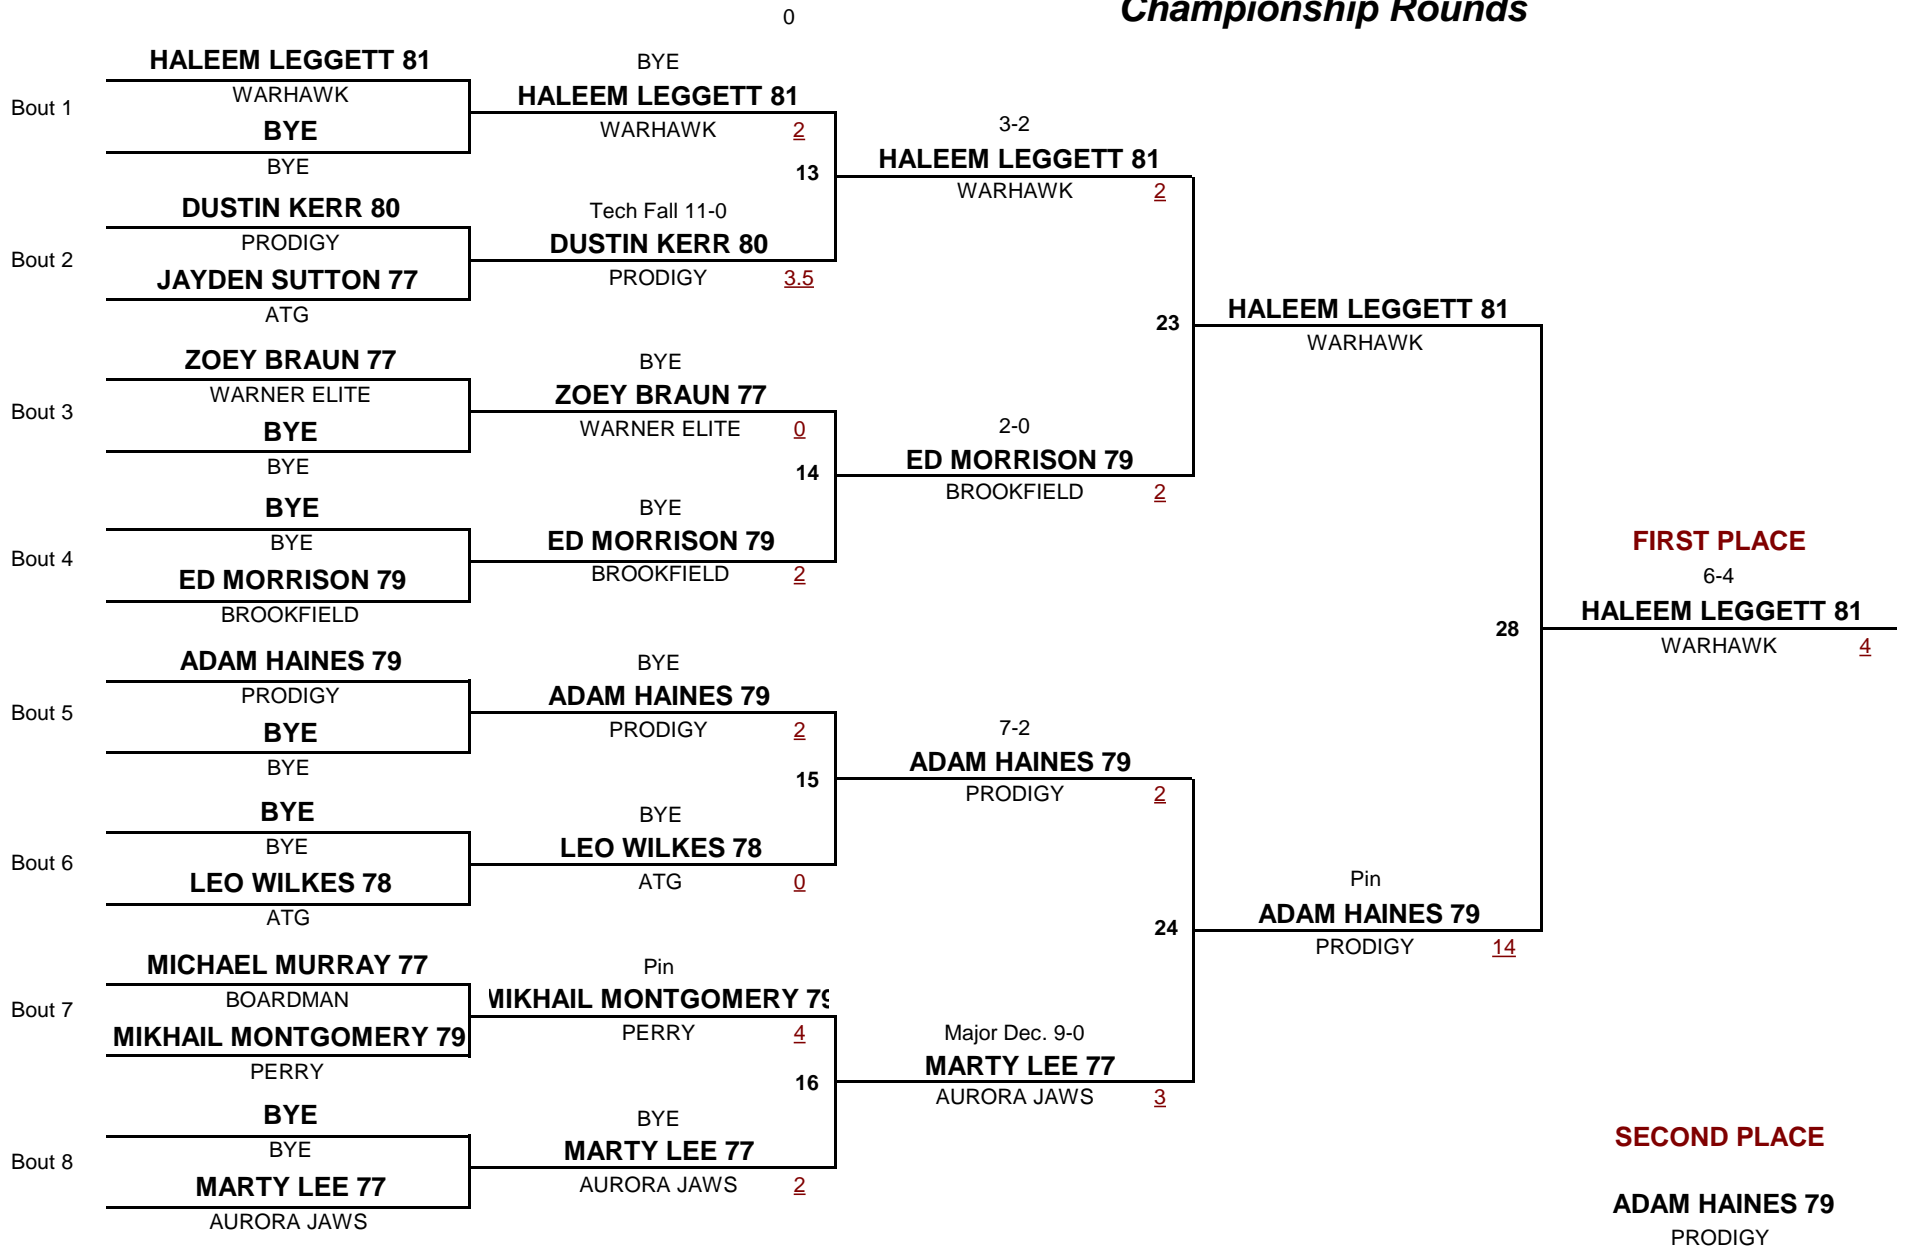 Championship Rounds
0
HALEEM LEGGETT 81
Bout 1
WARHAWK
BYE
BYE
DUSTIN KERR 80
Bout 2
PRODIGY
JAYDEN SUTTON 77
ATG
ZOEY BRAUN 77
Bout 3
WARNER ELITE
BYE
BYE
BYE
Bout 4
BYE
ED MORRISON 79
BROOKFIELD
ADAM HAINES 79
Bout 5
PRODIGY
BYE
BYE
BYE
Bout 6
BYE
LEO WILKES 78
ATG
MICHAEL MURRAY 77
Bout 7
BOARDMAN
MIKHAIL MONTGOMERY 79
PERRY
BYE
Bout 8
BYE
MARTY LEE 77
AURORA JAWS
BYE
HALEEM LEGGETT 81
WARHAWK 2
13
Tech Fall 11-0
DUSTIN KERR 80
PRODIGY 3.5
BYE
ZOEY BRAUN 77
WARNER ELITE 0
14
BYE
ED MORRISON 79
BROOKFIELD 2
BYE
ADAM HAINES 79
PRODIGY 2
15
BYE
LEO WILKES 78
ATG 0
Pin
MIKHAIL MONTGOMERY 79
PERRY 4
16
BYE
MARTY LEE 77
AURORA JAWS 2
3-2
HALEEM LEGGETT 81
WARHAWK 2
23
2-0
ED MORRISON 79
BROOKFIELD 2
7-2
ADAM HAINES 79
PRODIGY 2
24
Major Dec. 9-0
MARTY LEE 77
AURORA JAWS 3
HALEEM LEGGETT 81
WARHAWK
28
Pin
ADAM HAINES 79
PRODIGY 14
FIRST PLACE
6-4
HALEEM LEGGETT 81
WARHAWK 4
SECOND PLACE
ADAM HAINES 79
PRODIGY